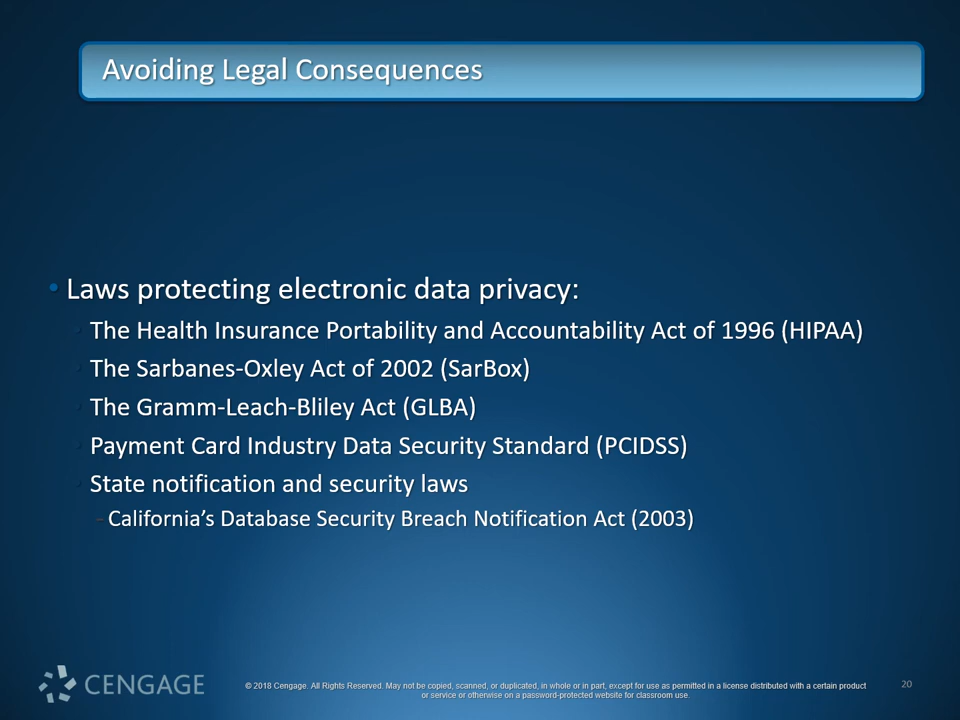 Avoiding Legal Consequences
• Laws protecting electronic data privacy:
· The Health Insurance Portability and Accountability Act of 1996 (HIPAA)
· The Sarbanes-Oxley Act of 2002 (SarBox)
· The Gramm-Leach-Bliley Act (GLBA)
· Payment Card Industry Data Security Standard (PCIDSS)
· State notification and security laws
- California’s Database Security Breach Notification Act (2003)
CENGAGE
© 2018 Cengage. All Rights Reserved. May not be copied, scanned, or duplicated, in whole or in part, except for use as permitted in a license distributed with a certain product
or service or otherwise on a password-protected website for classroom use.
20